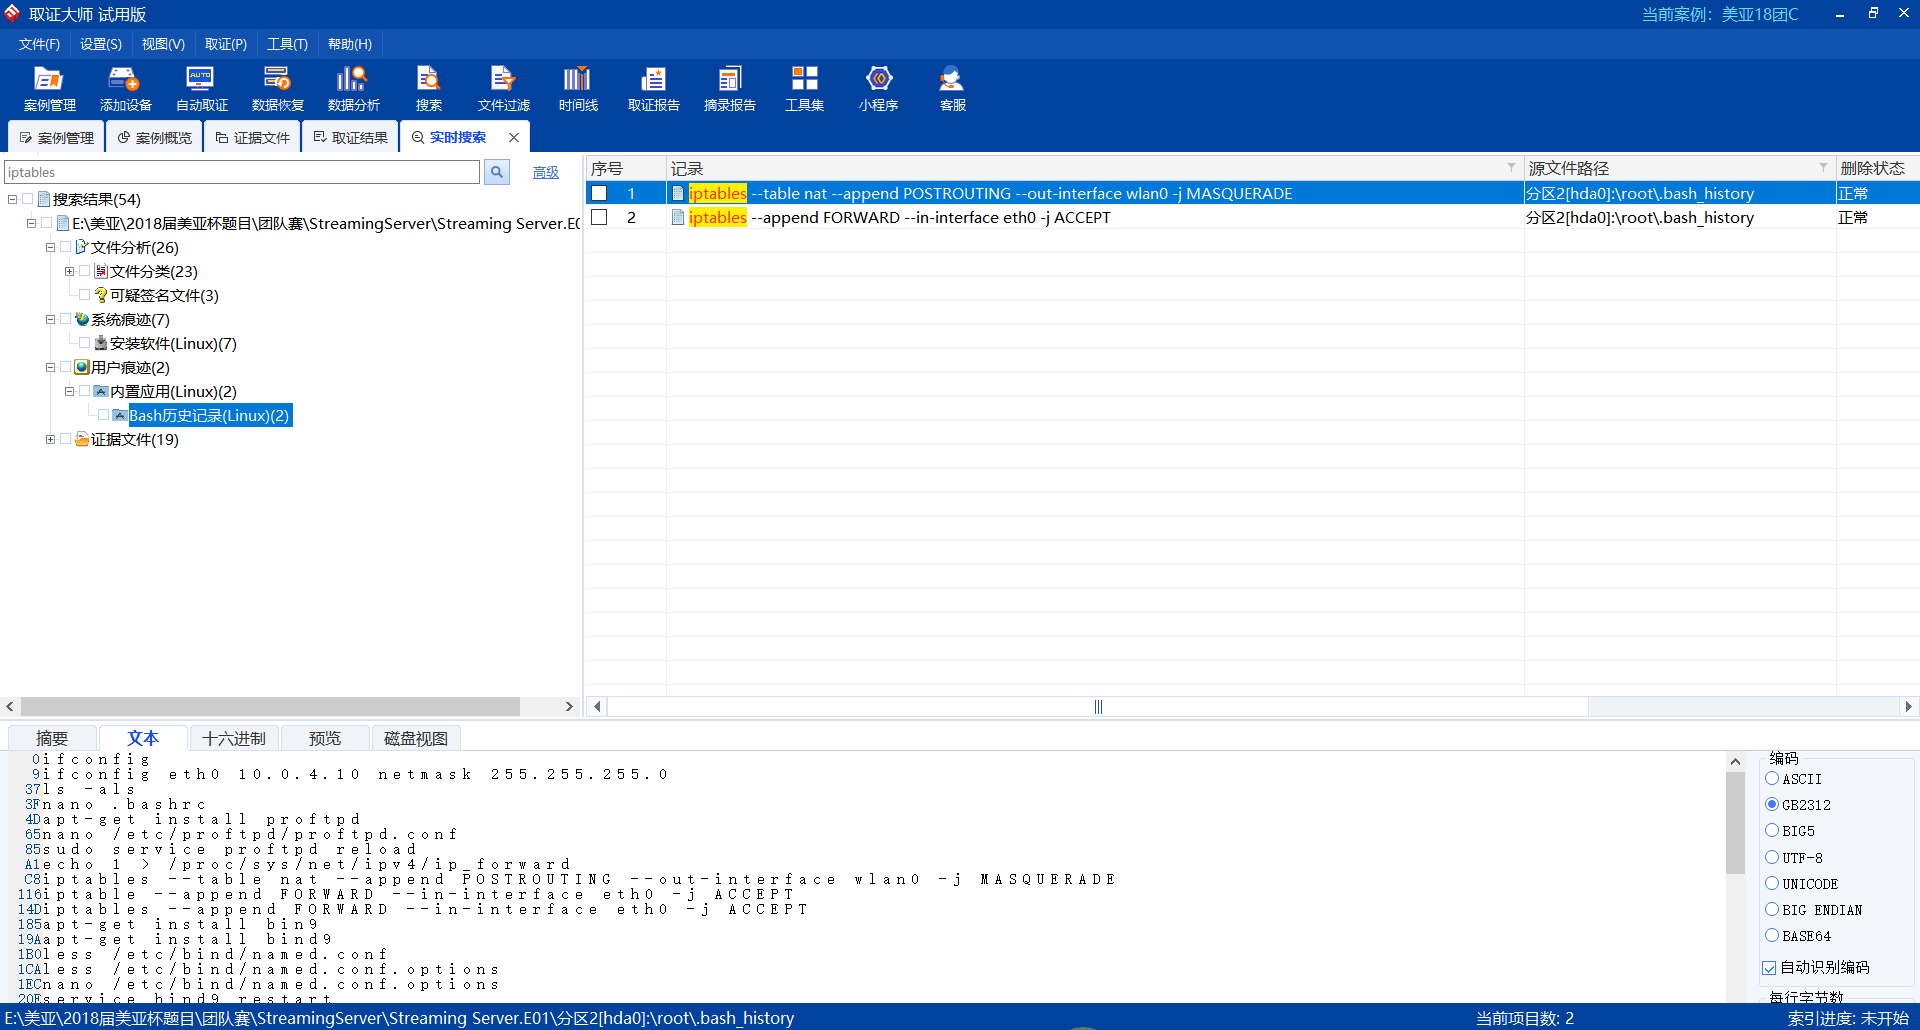 取证大师 试用版
当前案例：美亚18团C
文件(F) 设置(S) 视图(V) 取证(P) 工具(T) 帮助(H)
案例管理 添加设备 自动取证 数据恢复 数据分析 搜索 文件过滤 时间线 取证报告 摘录报告 工具集 小程序 客服
案例管理 案例概览 证据文件 取证结果 实时搜索
iptables
高级
搜索结果(54)
E:\美亚\2018届美亚杯题目\团队赛\StreamingServer\Streaming Server.E0
文件分析(26)
文件分类(23)
可疑签名文件(3)
系统痕迹(7)
安装软件(Linux)(7)
用户痕迹(2)
内置应用(Linux)(2)
Bash历史记录(Linux)(2)
证据文件(19)
序号 记录 源文件路径 删除状态
1 iptables --table nat --append POSTROUTING --out-interface wlan0 -j MASQUERADE 分区2[hda0]:\root\.bash_history 正常
2 iptables --append FORWARD --in-interface eth0 -j ACCEPT 分区2[hda0]:\root\.bash_history 正常
摘要 文本 十六进制 预览 磁盘视图
0 ifconfig
9 ifconfig eth0 10.0.4.10 netmask 255.255.255.0
37 ls -als
3F nano .bashrc
4D apt-get install proftpd
65 nano /etc/proftpd/proftpd.conf
85 sudo service proftpd reload
A1 echo 1 > /proc/sys/net/ipv4/ip_forward
C8 iptables --table nat --append POSTROUTING --out-interface wlan0 -j MASQUERADE
116 iptable --append FORWARD --in-interface eth0 -j ACCEPT
14D iptables --append FORWARD --in-interface eth0 -j ACCEPT
185 apt-get install bin9
19A apt-get install bind9
1B0 less /etc/bind/named.conf
1CA less /etc/bind/named.conf.options
1EC nano /etc/bind/named.conf.options
20E service bind9 restart
编码
ASCII
GB2312
BIG5
UTF-8
UNICODE
BIG ENDIAN
BASE64
自动识别编码
每行字节数
E:\美亚\2018届美亚杯题目\团队赛\StreamingServer\Streaming Server.E01\分区2[hda0]:\root\.bash_history
当前项目数: 2
索引进度: 未开始